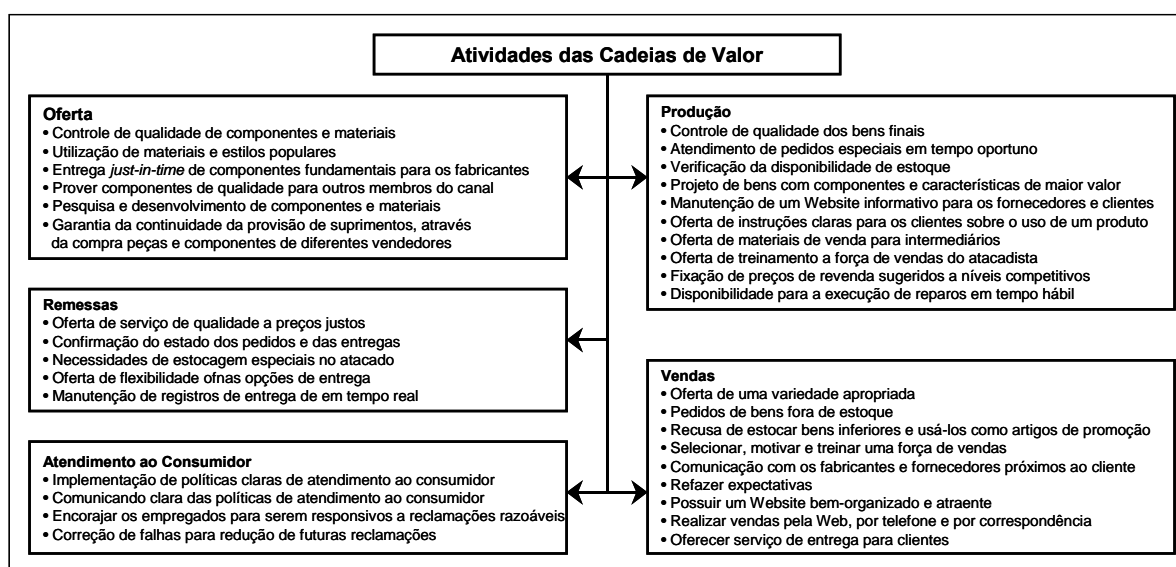 Atividades das Cadeias de Valor
Oferta
• Controle de qualidade de componentes e materiais
• Utilização de materiais e estilos populares
• Entrega just-in-time de componentes fundamentais para os fabricantes
• Prover componentes de qualidade para outros membros do canal
• Pesquisa e desenvolvimento de componentes e materiais
• Garantia da continuidade da provisão de suprimentos, através
da compra peças e componentes de diferentes vendedores
Remessas
• Oferta de serviço de qualidade a preços justos
• Confirmação do estado dos pedidos e das entregas
• Necessidades de estocagem especiais no atacado
• Oferta de flexibilidade ofnas opções de entrega
• Manutenção de registros de entrega de em tempo real
Atendimento ao Consumidor
• Implementação de políticas claras de atendimento ao consumidor
• Comunicando clara das políticas de atendimento ao consumidor
• Encorajar os empregados para serem responsivos a reclamações razoáveis
• Correção de falhas para redução de futuras reclamações
Produção
• Controle de qualidade dos bens finais
• Atendimento de pedidos especiais em tempo oportuno
• Verificação da disponibilidade de estoque
• Projeto de bens com componentes e características de maior valor
• Manutenção de um Website informativo para os fornecedores e clientes
• Oferta de instruções claras para os clientes sobre o uso de um produto
• Oferta de materiais de venda para intermediários
• Oferta de treinamento a força de vendas do atacadista
• Fixação de preços de revenda sugeridos a níveis competitivos
• Disponibilidade para a execução de reparos em tempo hábil
Vendas
• Oferta de uma variedade apropriada
• Pedidos de bens fora de estoque
• Recusa de estocar bens inferiores e usá-los como artigos de promoção
• Selecionar, motivar e treinar uma força de vendas
• Comunicação com os fabricantes e fornecedores próximos ao cliente
• Refazer expectativas
• Possuir um Website bem-organizado e atraente
• Realizar vendas pela Web, por telefone e por correspondência
• Oferecer serviço de entrega para clientes